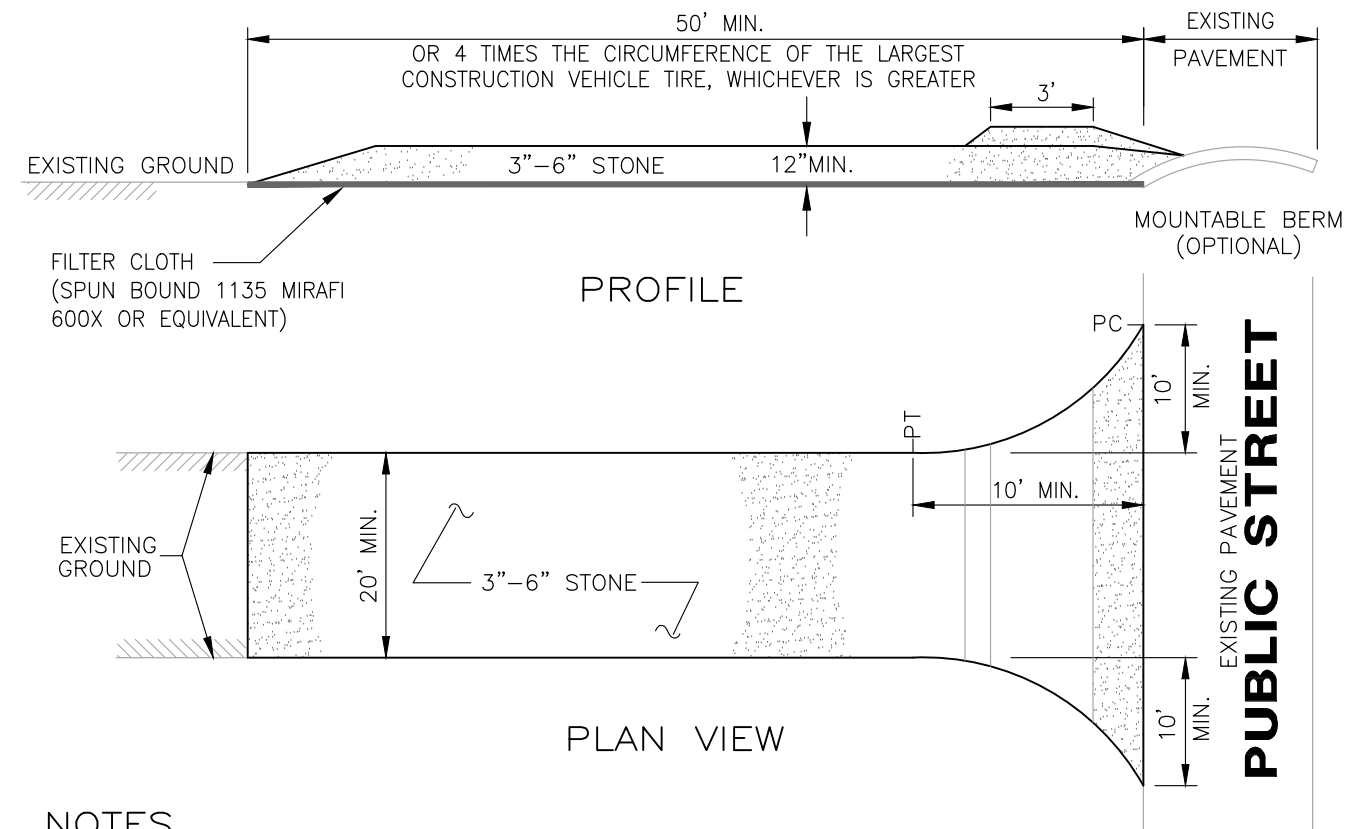 50' MIN.
OR 4 TIMES THE CIRCUMFERENCE OF THE LARGEST
CONSTRUCTION VEHICLE TIRE, WHICHEVER IS GREATER
EXISTING
PAVEMENT
3'
EXISTING GROUND
3"-6" STONE
12"MIN.
MOUNTABLE BERM
(OPTIONAL)
FILTER CLOTH
(SPUN BOUND 1135 MIRAFI
600X OR EQUIVALENT)
PROFILE
PC
10'
MIN.
PT
10' MIN.
EXISTING
GROUND
20' MIN.
3"-6" STONE
EXISTING PAVEMENT
PUBLIC STREET
10'
MIN.
PLAN VIEW
NOTES